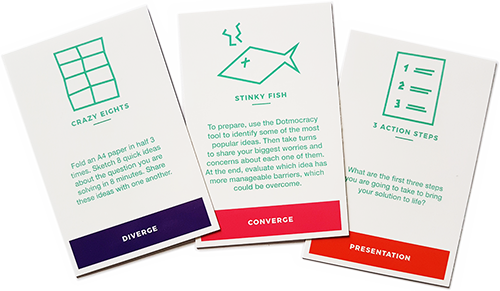 CRAZY EIGHTS
Fold an A4 paper in half 3
times. Sketch 8 quick ideas
about the question you are
solving in 8 minutes. Share
these ideas with one another.
DIVERGE
STINKY FISH
To prepare, use the Dotmocracy
tool to identify some of the most
popular ideas. Then take turns
to share your biggest worries and
concerns about each one of them.
At the end, evaluate which idea has
more manageable barriers, which
could be overcome.
CONVERGE
1
2
3
3 ACTION STEPS
What are the first three steps
you are going to take to bring
your solution to life?
PRESENTATION